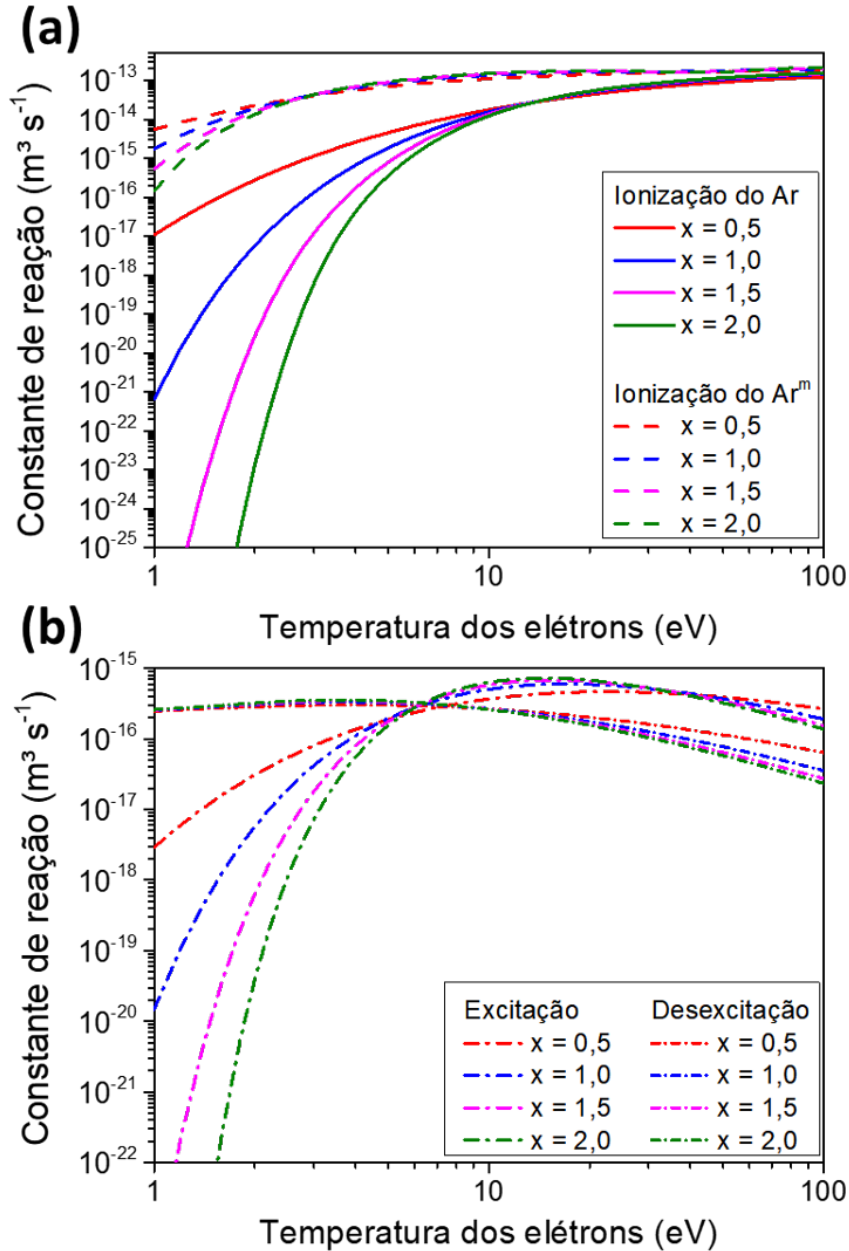 (a)
Constante de reação (m³ s⁻¹)
10⁻¹³
10⁻¹⁴
10⁻¹⁵
10⁻¹⁶
10⁻¹⁷
10⁻¹⁸
10⁻¹⁹
10⁻²⁰
10⁻²¹
10⁻²²
10⁻²³
10⁻²⁴
10⁻²⁵
Ionização do Ar
x = 0,5
x = 1,0
x = 1,5
x = 2,0
Ionização do Arᵐ
x = 0,5
x = 1,0
x = 1,5
x = 2,0
1 10 100
Temperatura dos elétrons (eV)
(b)
Constante de reação (m³ s⁻¹)
10⁻¹⁵
10⁻¹⁶
10⁻¹⁷
10⁻¹⁸
10⁻¹⁹
10⁻²⁰
10⁻²¹
10⁻²²
Excitação Desexcitação
x = 0,5 x = 0,5
x = 1,0 x = 1,0
x = 1,5 x = 1,5
x = 2,0 x = 2,0
1 10 100
Temperatura dos elétrons (eV)